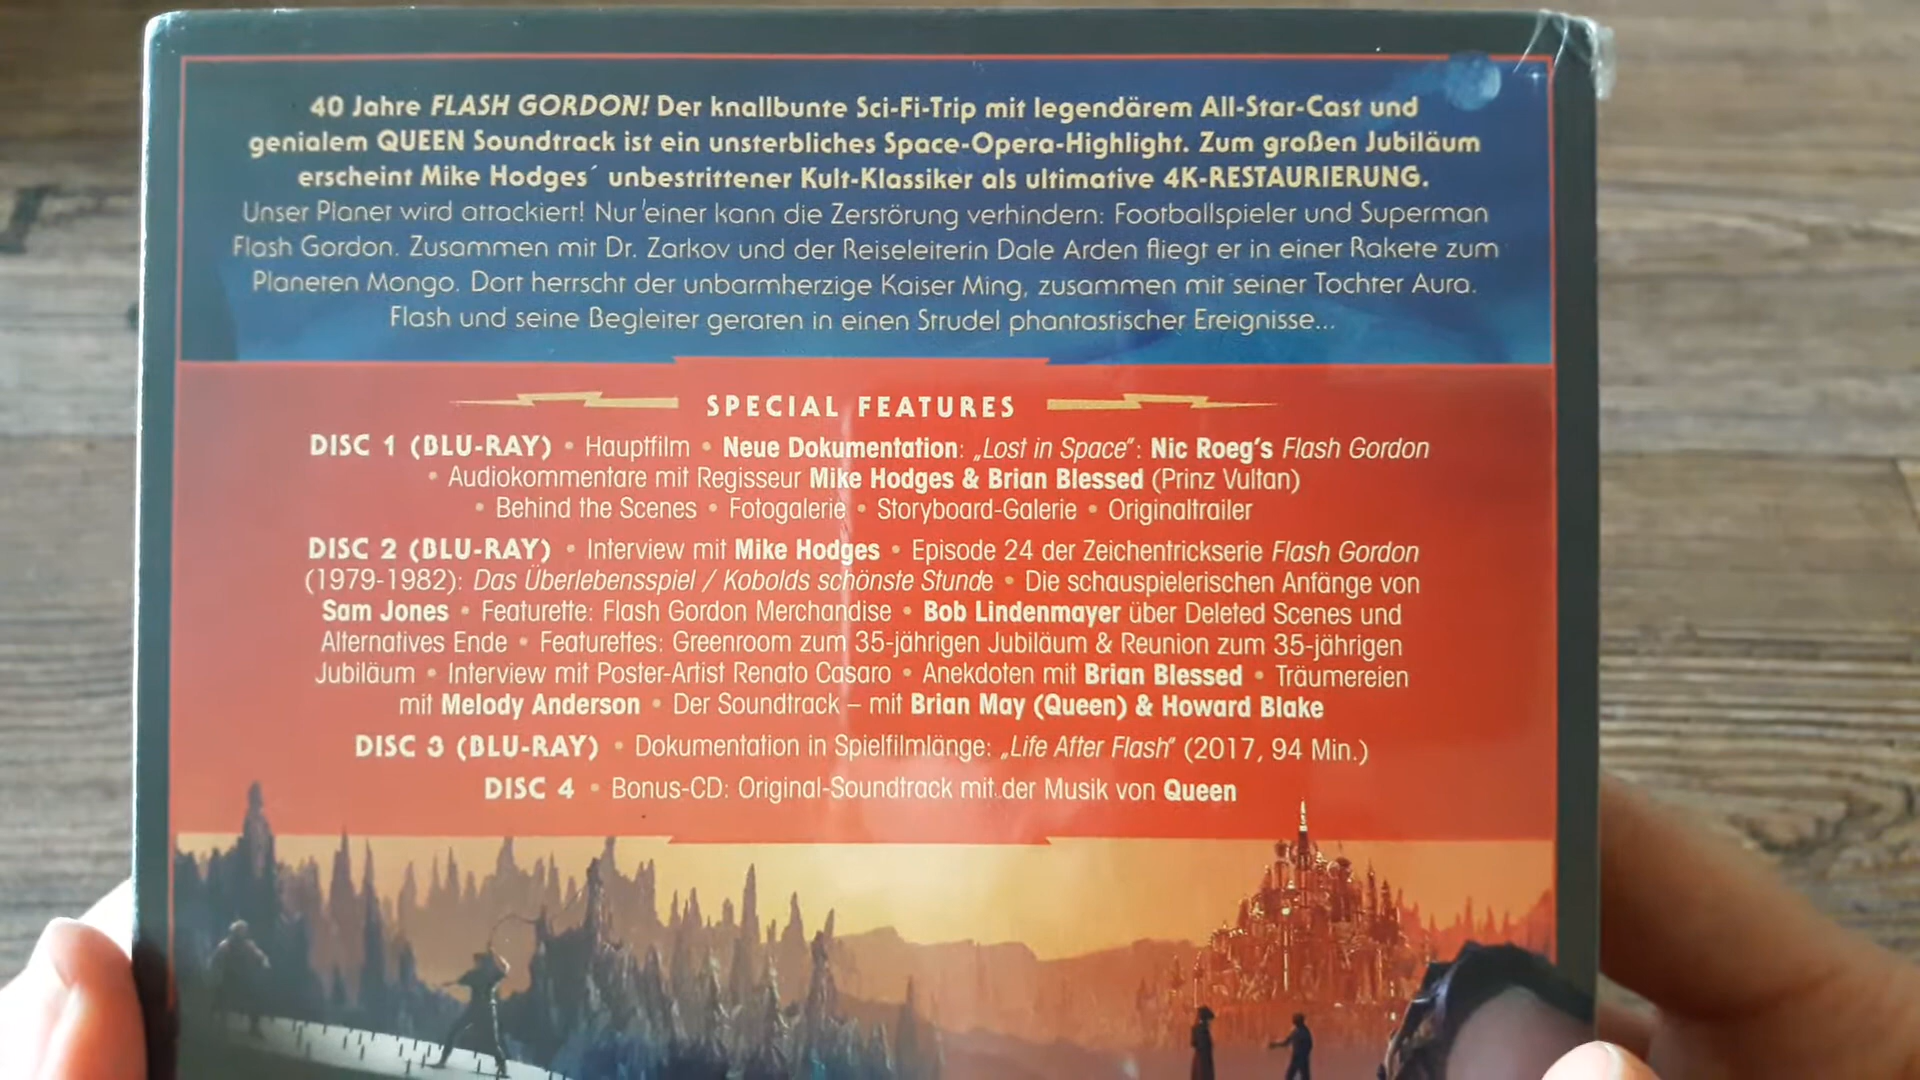 40 Jahre FLASH GORDON! Der knallbunte Sci-Fi-Trip mit legendärem All-Star-Cast und
genialem QUEEN Soundtrack ist ein unsterbliches Space-Opera-Highlight. Zum großen Jubiläum
erscheint Mike Hodges´ unbestrittener Kult-Klassiker als ultimative 4K-RESTAURIERUNG.
Unser Planet wird attackiert! Nur einer kann die Zerstörung verhindern: Footballspieler und Superman
Flash Gordon. Zusammen mit Dr. Zarkov und der Reiseleiterin Dale Arden fliegt er in einer Rakete zum
Planeten Mongo. Dort herrscht der unbarmherzige Kaiser Ming, zusammen mit seiner Tochter Aura.
Flash und seine Begleiter geraten in einen Strudel phantastischer Ereignisse...
SPECIAL FEATURES
DISC 1 (BLU-RAY) • Hauptfilm • Neue Dokumentation: „Lost in Space“: Nic Roeg's Flash Gordon
• Audiokommentare mit Regisseur Mike Hodges & Brian Blessed (Prinz Vultan)
• Behind the Scenes • Fotogalerie • Storyboard-Galerie • Originaltrailer
DISC 2 (BLU-RAY) • Interview mit Mike Hodges • Episode 24 der Zeichentrickserie Flash Gordon
(1979-1982): Das Überlebensspiel / Kobolds schönste Stunde • Die schauspielerischen Anfänge von
Sam Jones • Featurette: Flash Gordon Merchandise • Bob Lindenmayer über Deleted Scenes und
Alternatives Ende • Featurettes: Greenroom zum 35-jährigen Jubiläum & Reunion zum 35-jährigen
Jubiläum • Interview mit Poster-Artist Renato Casaro • Anekdoten mit Brian Blessed • Träumereien
mit Melody Anderson • Der Soundtrack – mit Brian May (Queen) & Howard Blake
DISC 3 (BLU-RAY) • Dokumentation in Spielfilmlänge: „Life After Flash“ (2017, 94 Min.)
DISC 4 • Bonus-CD: Original-Soundtrack mit der Musik von Queen